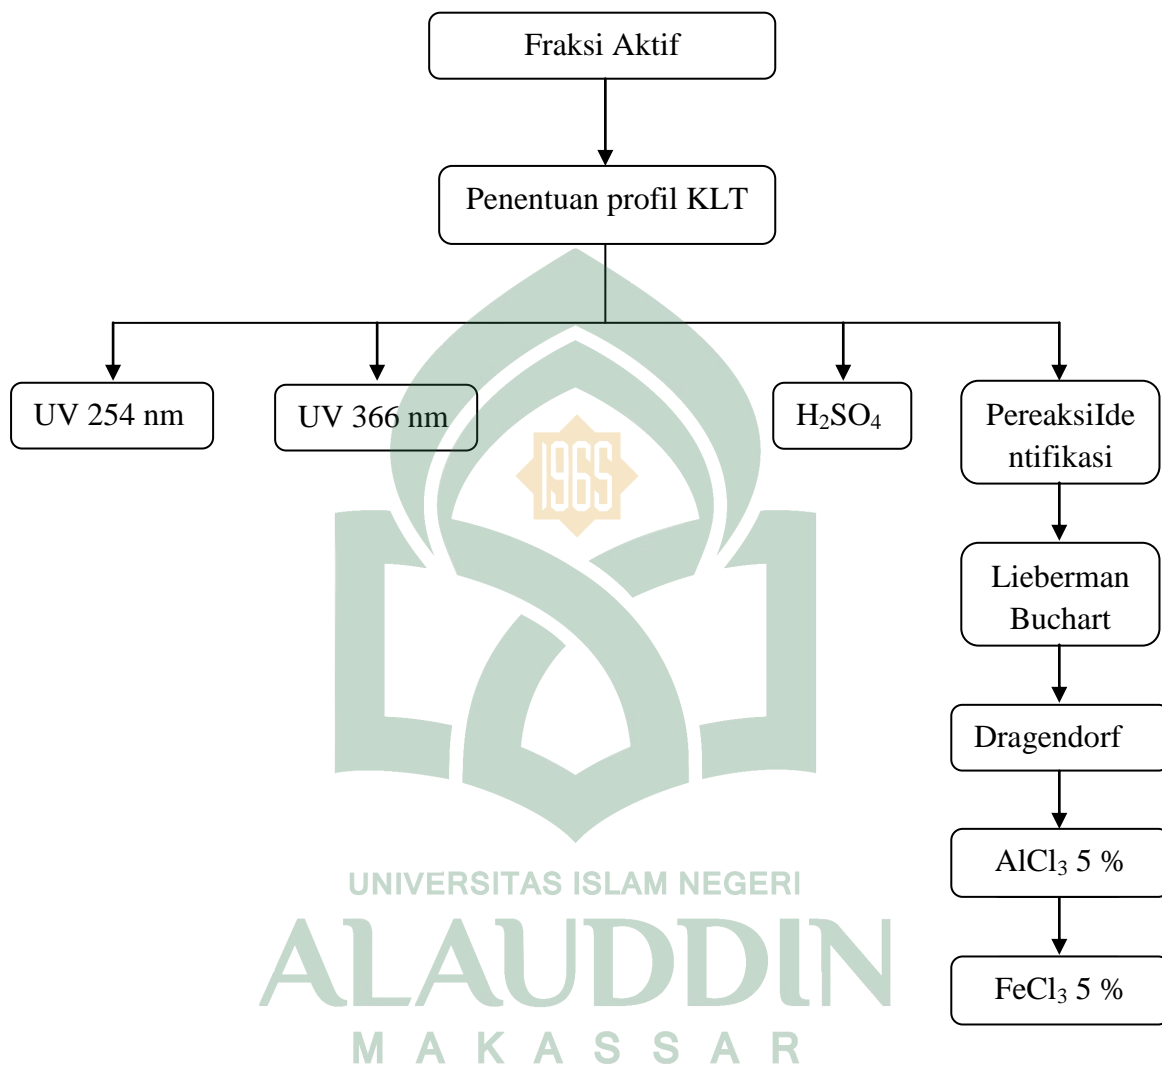 Fraksi Aktif
Penentuan profil KLT
UV 254 nm
UV 366 nm
H₂SO₄
PereaksiIde
ntifikasi
1965
Lieberman
Buchart
Dragendorf
AlCl₃ 5 %
FeCl₃ 5 %
UNIVERSITAS ISLAM NEGERI
ALAUDDIN
MAKASSAR